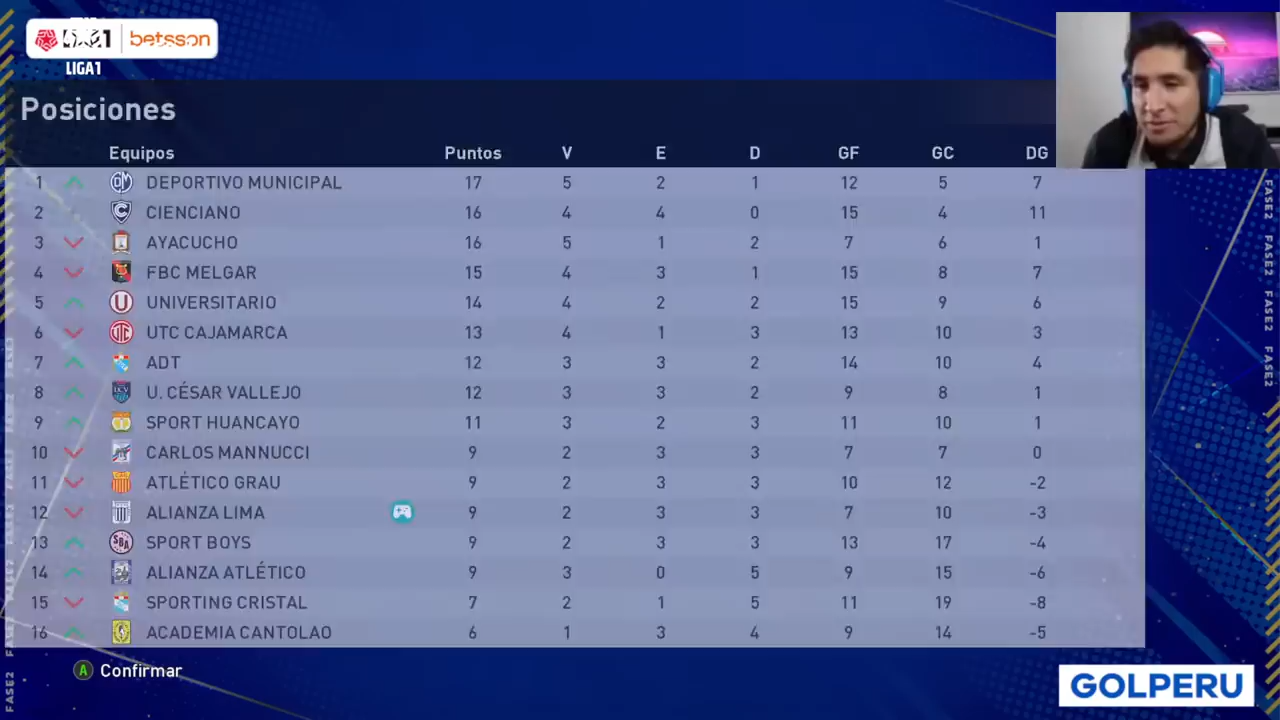 LIGA1 | betsson
LIGA1
Posiciones
Equipos Puntos V E D GF GC DG
1 DEPORTIVO MUNICIPAL 17 5 2 1 12 5 7
2 CIENCIANO 16 4 4 0 15 4 11
3 AYACUCHO 16 5 1 2 7 6 1
4 FBC MELGAR 15 4 3 1 15 8 7
5 UNIVERSITARIO 14 4 2 2 15 9 6
6 UTC CAJAMARCA 13 4 1 3 13 10 3
7 ADT 12 3 3 2 14 10 4
8 U. CÉSAR VALLEJO 12 3 3 2 9 8 1
9 SPORT HUANCAYO 11 3 2 3 11 10 1
10 CARLOS MANNUCCI 9 2 3 3 7 7 0
11 ATLÉTICO GRAU 9 2 3 3 10 12 -2
12 ALIANZA LIMA 9 2 3 3 7 10 -3
13 SPORT BOYS 9 2 3 3 13 17 -4
14 ALIANZA ATLÉTICO 9 3 0 5 9 15 -6
15 SPORTING CRISTAL 7 2 1 5 11 19 -8
16 ACADEMIA CANTOLAO 6 1 3 4 9 14 -5
A Confirmar
GOLPERU
FASE2 FASE2 FASE2 FASE2
FASE2